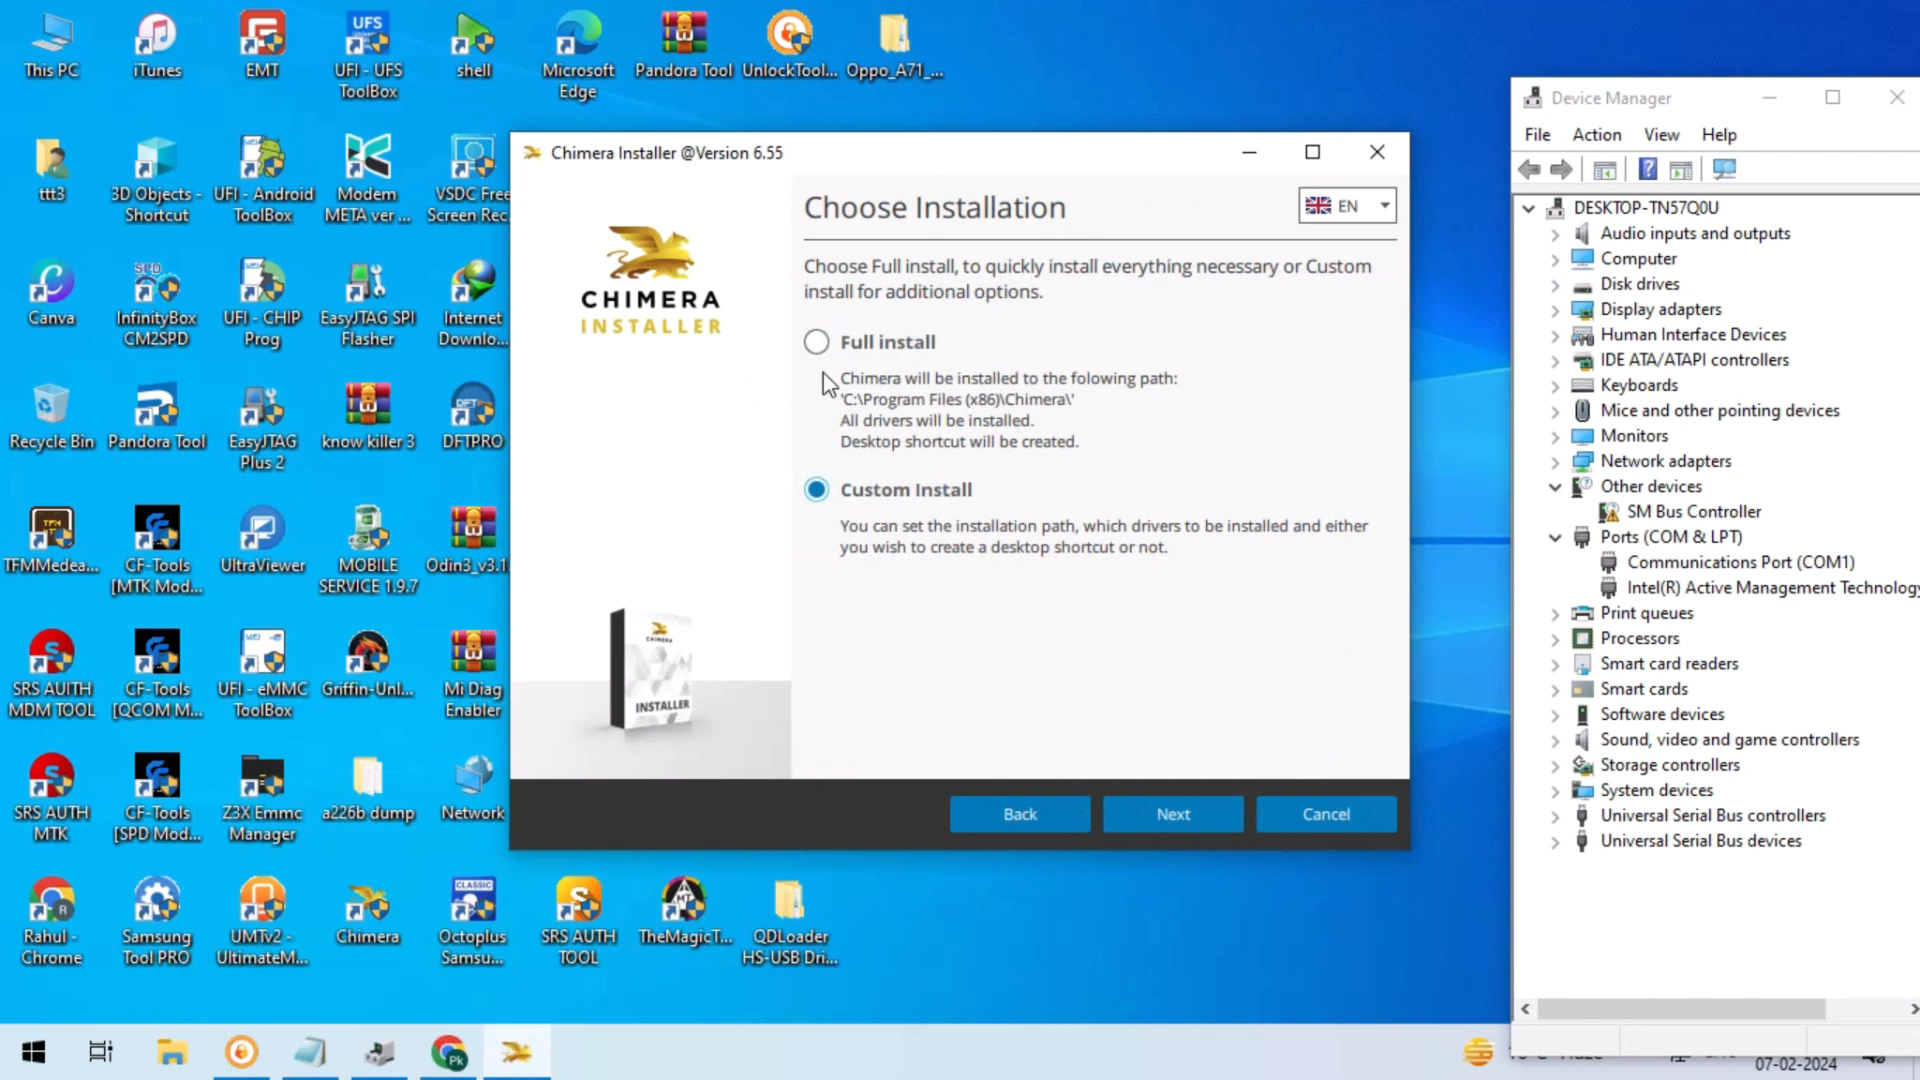 This PC
iTunes
EMT
UFI - UFS
ToolBox
shell
Microsoft
Edge
Pandora Tool
UnlockTool...
Oppo_A71_...
ttt3
3D Objects -
Shortcut
UFI - Android
ToolBox
Modem
META ver ...
VSDC Free
Screen Rec
Canva
InfinityBox
CM2SPD
UFI - CHIP
Prog
EasyJTAG SPI
Flasher
Internet
Downlo...
Recycle Bin
Pandora Tool
EasyJTAG
Plus 2
know killer 3
DFTPRO
TFMMedea...
CF-Tools
[MTK Mod...
UltraViewer
MOBILE
SERVICE 1.9.7
Odin3_v3.1
SRS AUITH
MDM TOOL
CF-Tools
[QCOM M...
UFI - eMMC
ToolBox
Griffin-Unl...
Mi Diag
Enabler
SRS AUTH
MTK
CF-Tools
[SPD Mod...
Z3X Emmc
Manager
a226b dump
Network
Rahul -
Chrome
Samsung
Tool PRO
UMTv2 -
UltimateM...
Chimera
Octoplus
Samsu...
SRS AUTH
TOOL
TheMagicT...
QDLoader
HS-USB Dri...
Chimera Installer @Version 6.55
CHIMERA
INSTALLER
Choose Installation
EN
Choose Full install, to quickly install everything necessary or Custom
install for additional options.
Full install
Chimera will be installed to the folowing path:
'C:\Program Files (x86)\Chimera\'
All drivers will be installed.
Desktop shortcut will be created.
Custom Install
You can set the installation path, which drivers to be installed and either
you wish to create a desktop shortcut or not.
CHIMERA
INSTALLER
Back
Next
Cancel
Device Manager
File
Action
View
Help
DESKTOP-TN57Q0U
Audio inputs and outputs
Computer
Disk drives
Display adapters
Human Interface Devices
IDE ATA/ATAPI controllers
Keyboards
Mice and other pointing devices
Monitors
Network adapters
Other devices
SM Bus Controller
Ports (COM & LPT)
Communications Port (COM1)
Intel(R) Active Management Technology
Print queues
Processors
Smart card readers
Smart cards
Software devices
Sound, video and game controllers
Storage controllers
System devices
Universal Serial Bus controllers
Universal Serial Bus devices
07-02-2024